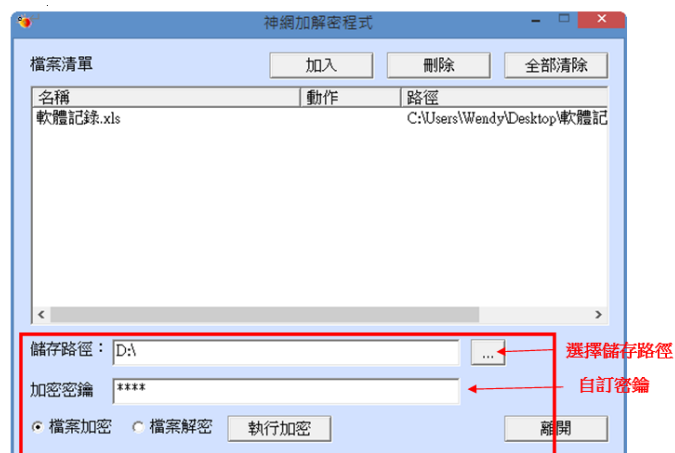 神網加解密程式
檔案清單 加入 刪除 全部清除
名稱 動作 路徑
軟體記錄.xls C:\Users\Wendy\Desktop\軟體記
儲存路徑： D:\ ... 選擇儲存路徑
加密密鑰 **** 自訂密鑰
檔案加密 檔案解密 執行加密 離開